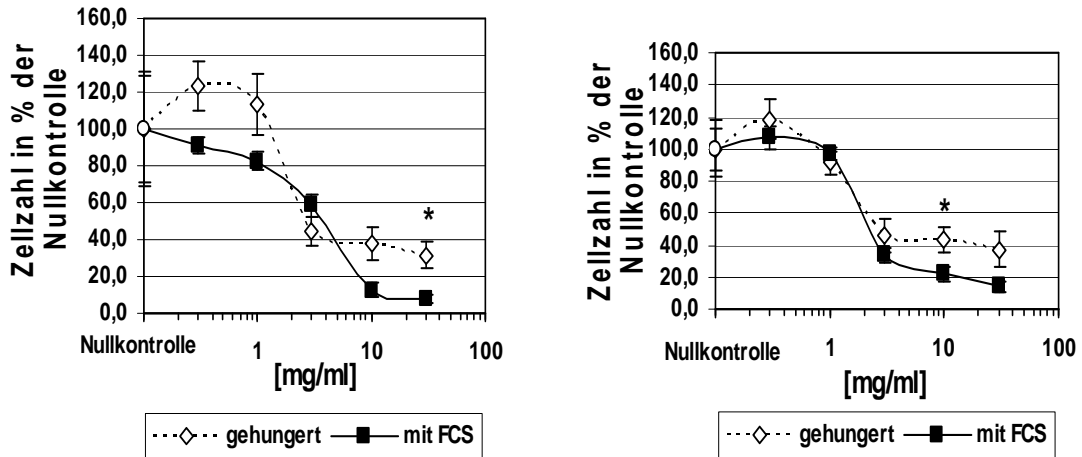 Zellzahl in % der
Nullkontrolle
160,0
140,0
120,0
100,0
80,0
60,0
40,0
20,0
0,0
*
Nullkontrolle 1 10 100
[mg/ml]
gehungert mit FCS
Zellzahl in % der
Nullkontrolle
160,0
140,0
120,0
100,0
80,0
60,0
40,0
20,0
0,0
*
Nullkontrolle 1 10 100
[mg/ml]
gehungert mit FCS